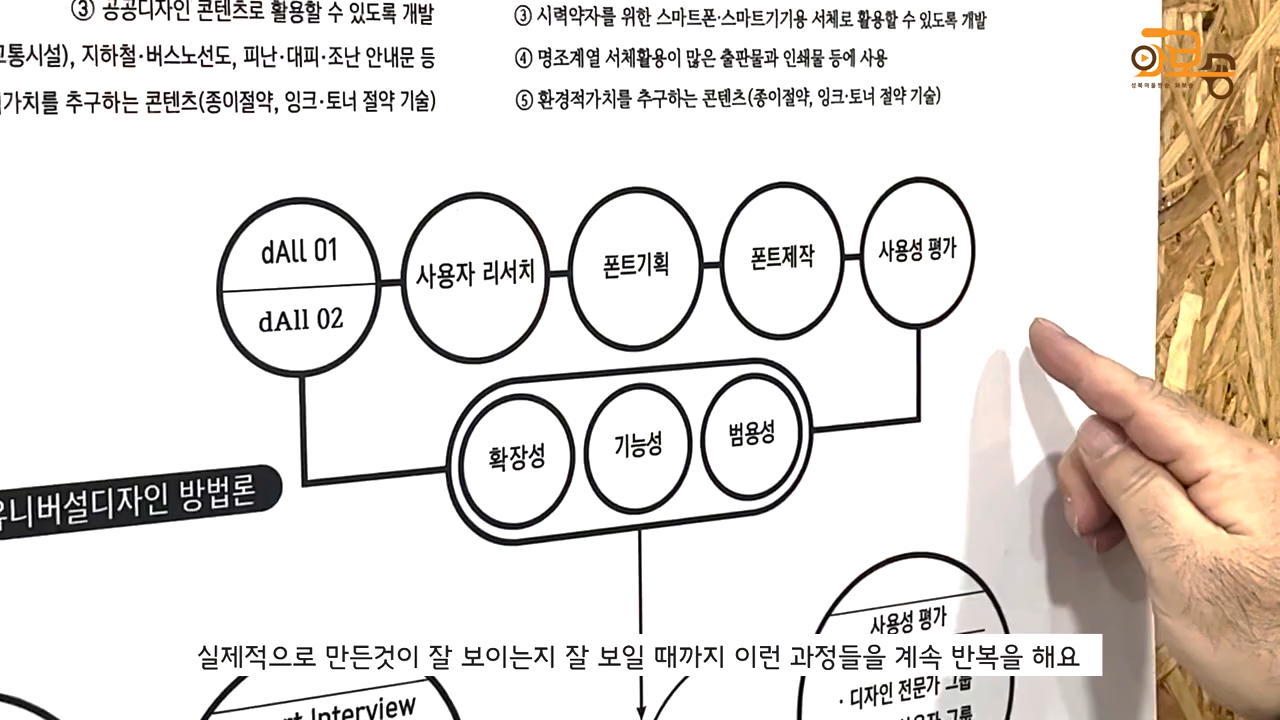 ③ 공공디자인 콘텐츠로 활용할 수 있도록 개발
교통시설), 지하철·버스노선도, 피난·대피·조난 안내문 등
가치를 추구하는 콘텐츠(종이절약, 잉크·토너 절약 기술)
③ 시력약자를 위한 스마트폰·스마트기기용 서체로 활용할 수 있도록 개발
④ 명조계열 서체활용이 많은 출판물과 인쇄물 등에 사용
⑤ 환경적가치를 추구하는 콘텐츠(종이절약, 잉크·토너 절약 기술)
dAll 01
dAll 02
사용자 리서치
폰트기획
폰트제작
사용성 평가
확장성
기능성
범용성
유니버설디자인 방법론
사용성 평가
실제적으로 만든것이 잘 보이는지 잘 보일 때까지 이런 과정들을 계속 반복을 해요
· 디자인 전문가 그룹
Interview